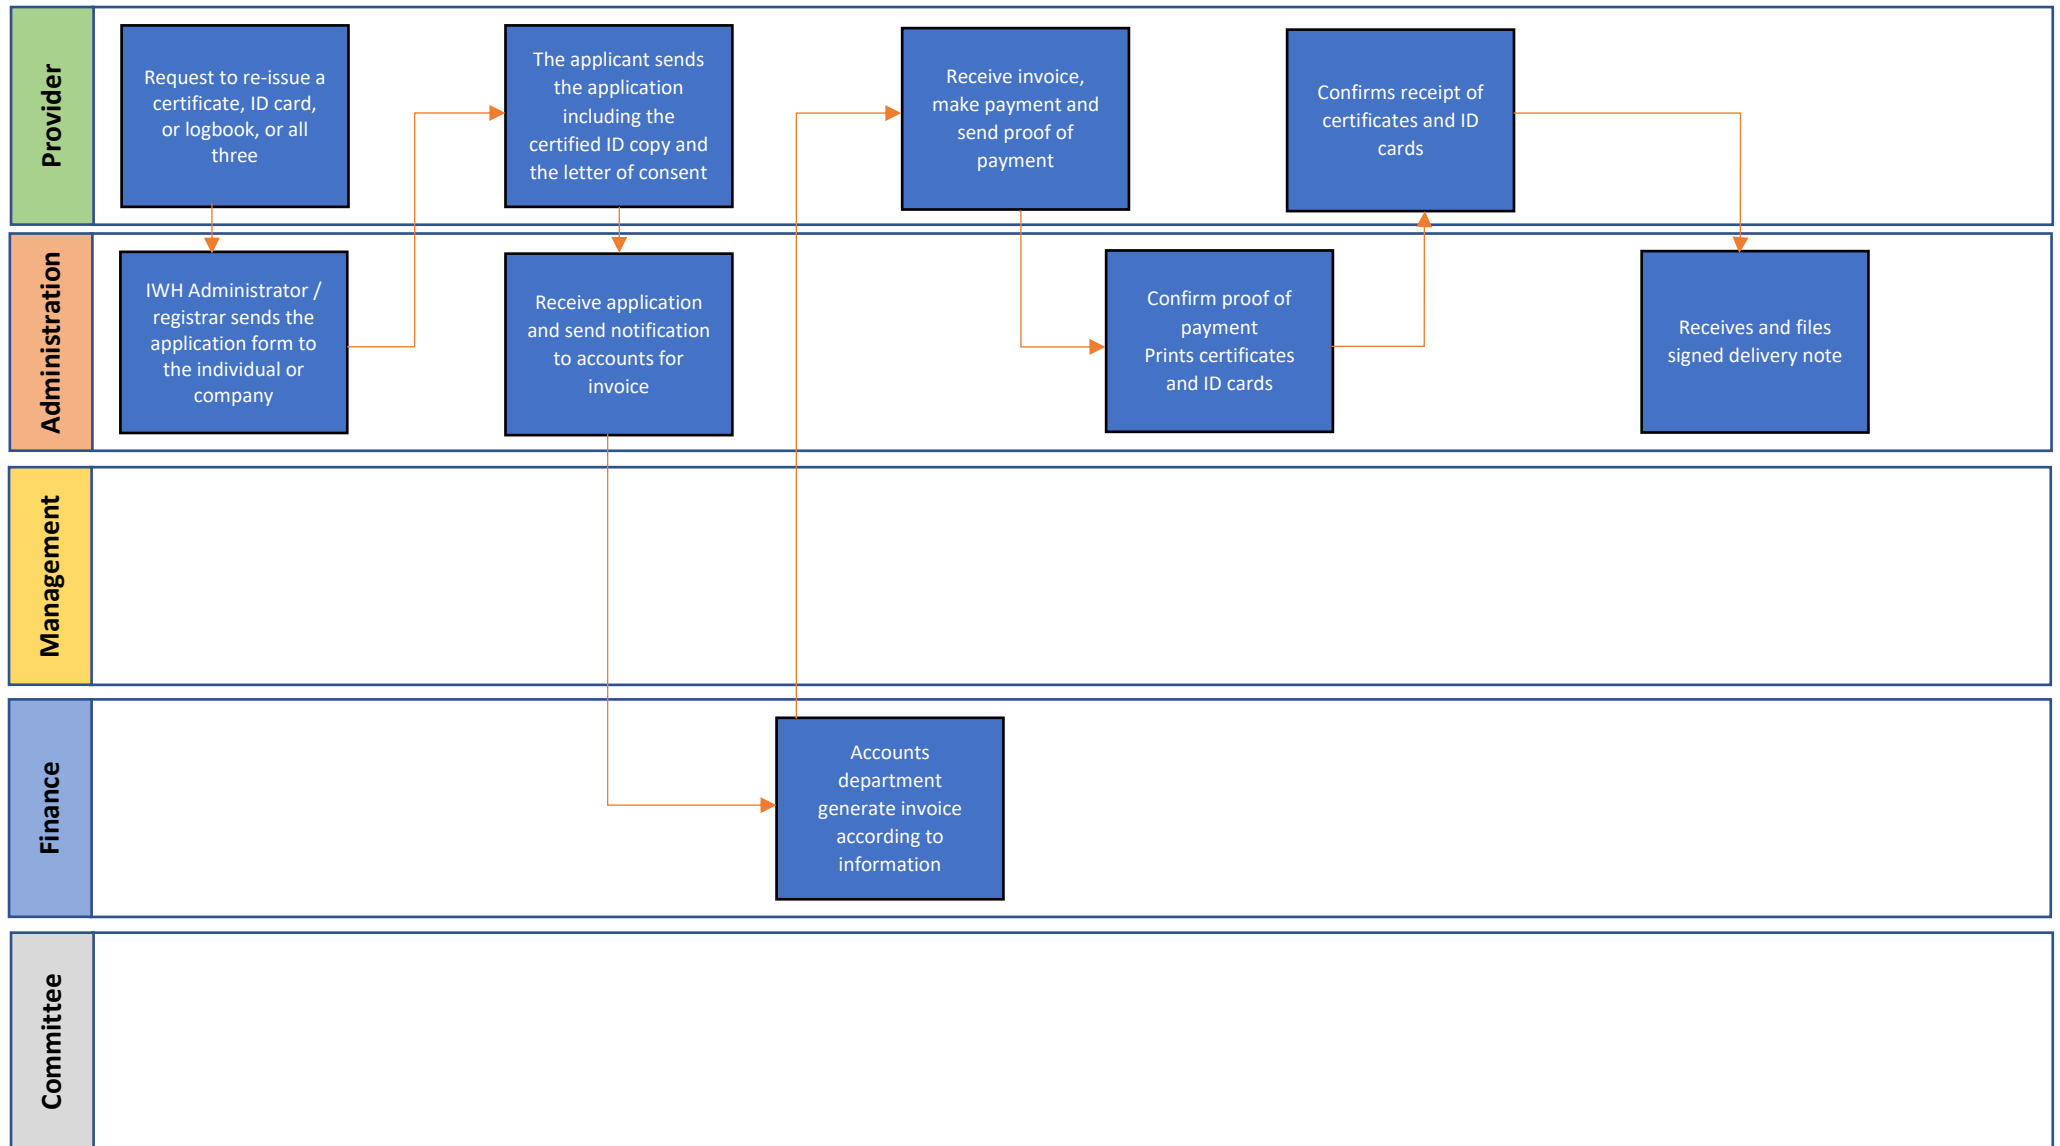 Provider
Request to re-issue a
certificate, ID card,
or logbook, or all
three
The applicant sends
the application
including the
certified ID copy and
the letter of consent
Receive invoice,
make payment and
send proof of
payment
Confirms receipt of
certificates and ID
cards
Administration
IWH Administrator /
registrar sends the
application form to
the individual or
company
Receive application
and send notification
to accounts for
invoice
Confirm proof of
payment
Prints certificates
and ID cards
Receives and files
signed delivery note
Management
Finance
Accounts
department
generate invoice
according to
information
Committee